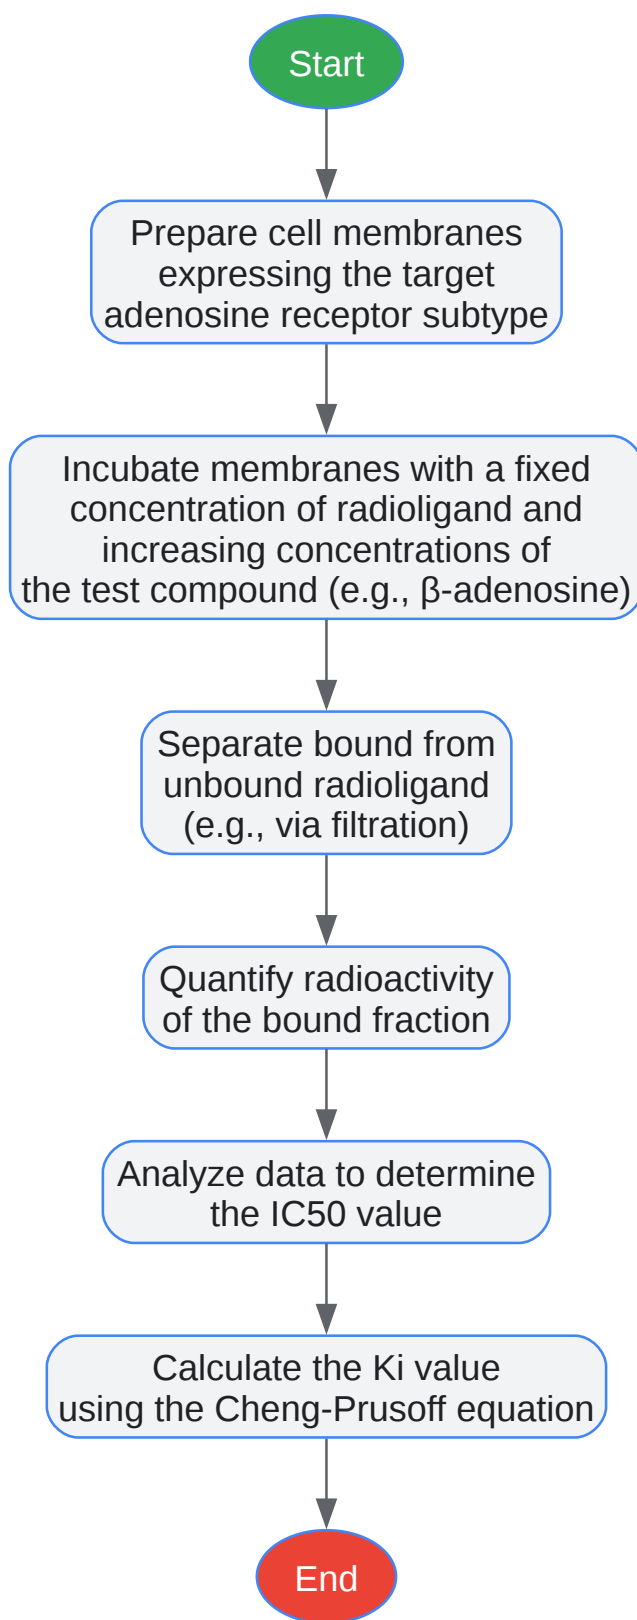 Start
Prepare cell membranes
expressing the target
adenosine receptor subtype
Incubate membranes with a fixed
concentration of radioligand and
increasing concentrations of
the test compound (e.g., β-adenosine)
Separate bound from
unbound radioligand
(e.g., via filtration)
Quantify radioactivity
of the bound fraction
Analyze data to determine
the IC50 value
Calculate the Ki value
using the Cheng-Prusoff equation
End